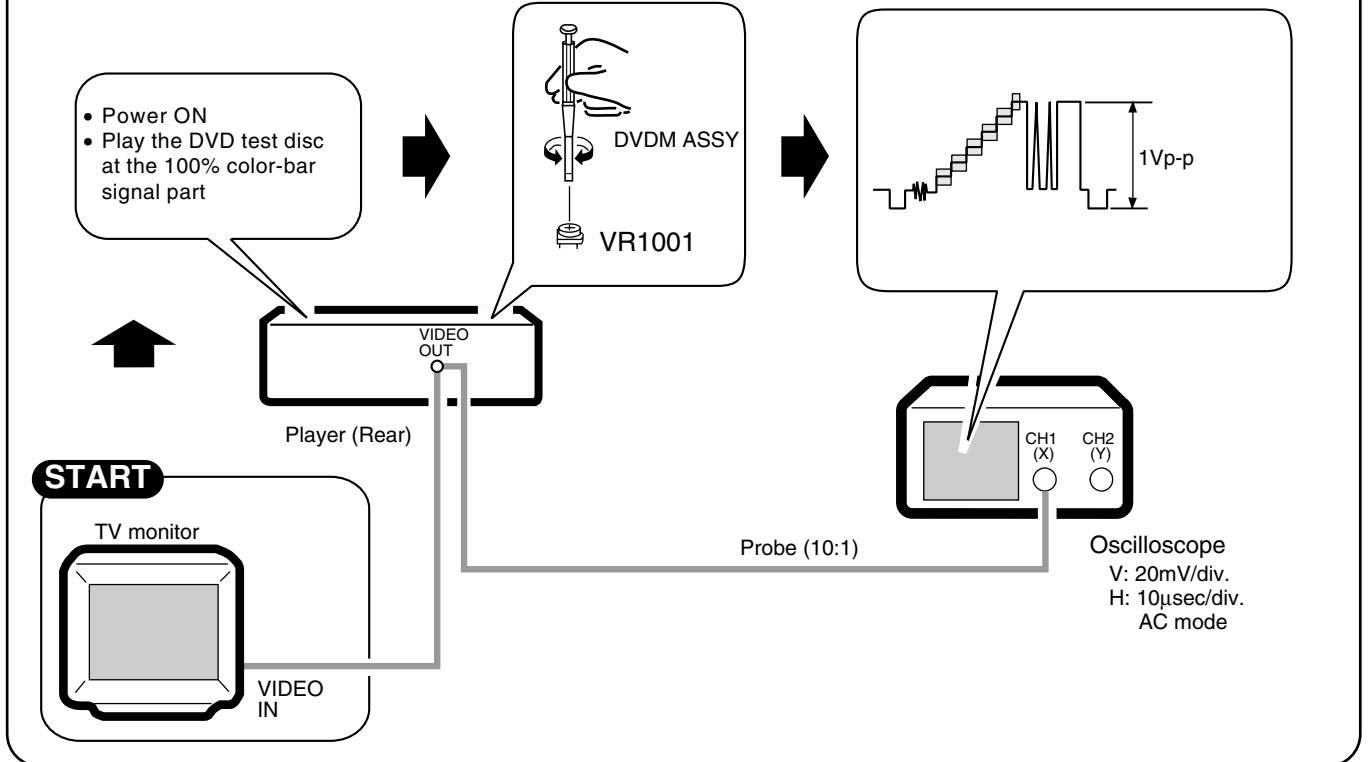 • Power ON
• Play the DVD test disc
at the 100% color-bar
signal part
DVDM ASSY
VR1001
1Vp-p
VIDEO
OUT
Player (Rear)
CH1
(X)
CH2
(Y)
START
TV monitor
VIDEO
IN
Probe (10:1)
Oscilloscope
V: 20mV/div.
H: 10μsec/div.
AC mode